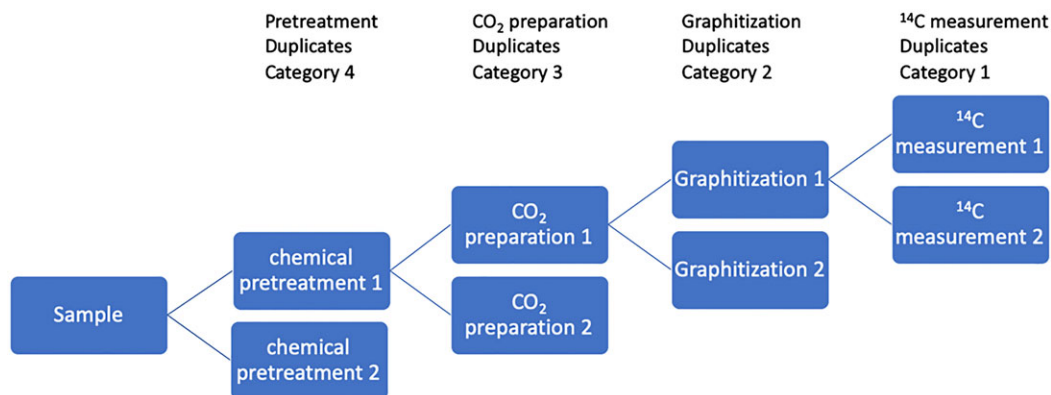 Pretreatment
Duplicates
Category 4
CO₂ preparation
Duplicates
Category 3
Graphitization
Duplicates
Category 2
¹⁴C measurement
Duplicates
Category 1
Sample
chemical
pretreatment 1
chemical
pretreatment 2
CO₂
preparation 1
CO₂
preparation 2
Graphitization 1
Graphitization 2
¹⁴C
measurement 1
¹⁴C
measurement 2